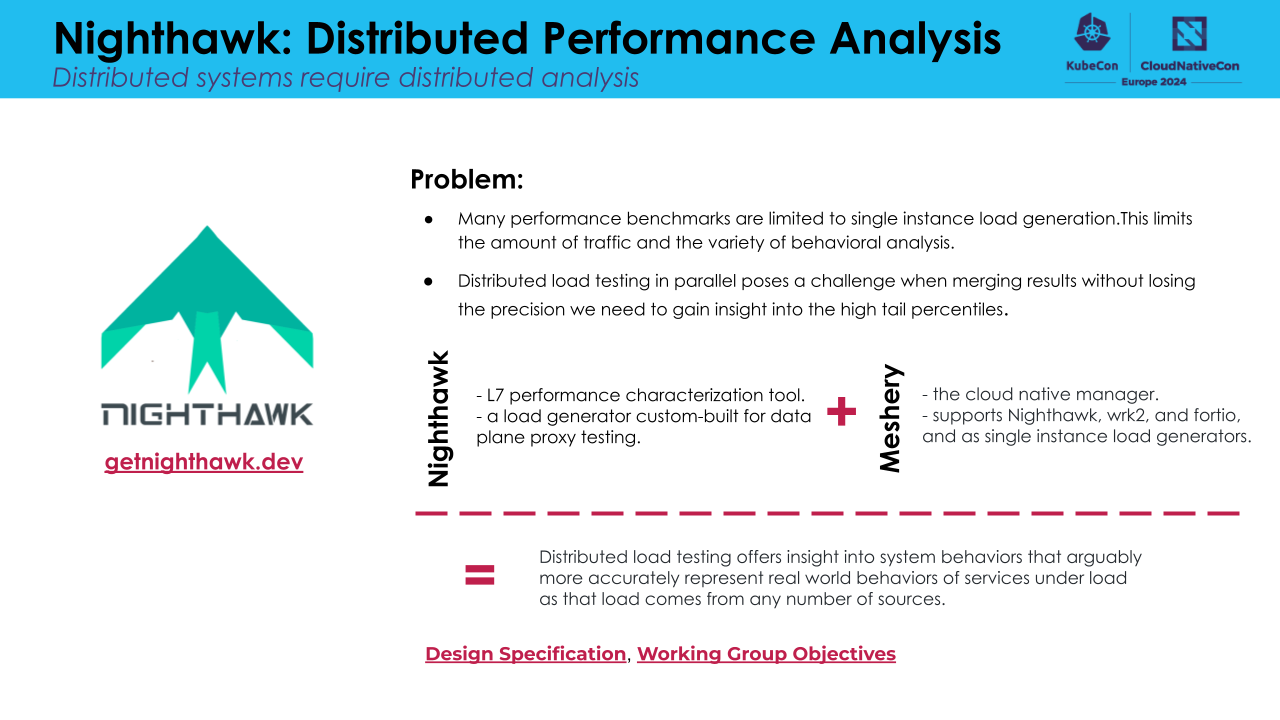 Nighthawk: Distributed Performance Analysis
Distributed systems require distributed analysis
KubeCon
CloudNativeCon
Europe 2024
NIGHTHAWK
getnighthawk.dev
Problem:
● Many performance benchmarks are limited to single instance load generation.This limits
the amount of traffic and the variety of behavioral analysis.
● Distributed load testing in parallel poses a challenge when merging results without losing
the precision we need to gain insight into the high tail percentiles.
Nighthawk
- L7 performance characterization tool.
- a load generator custom-built for data
plane proxy testing.
+
Meshery
- the cloud native manager.
- supports Nighthawk, wrk2, and fortio,
and as single instance load generators.
=
Distributed load testing offers insight into system behaviors that arguably
more accurately represent real world behaviors of services under load
as that load comes from any number of sources.
Design Specification, Working Group Objectives